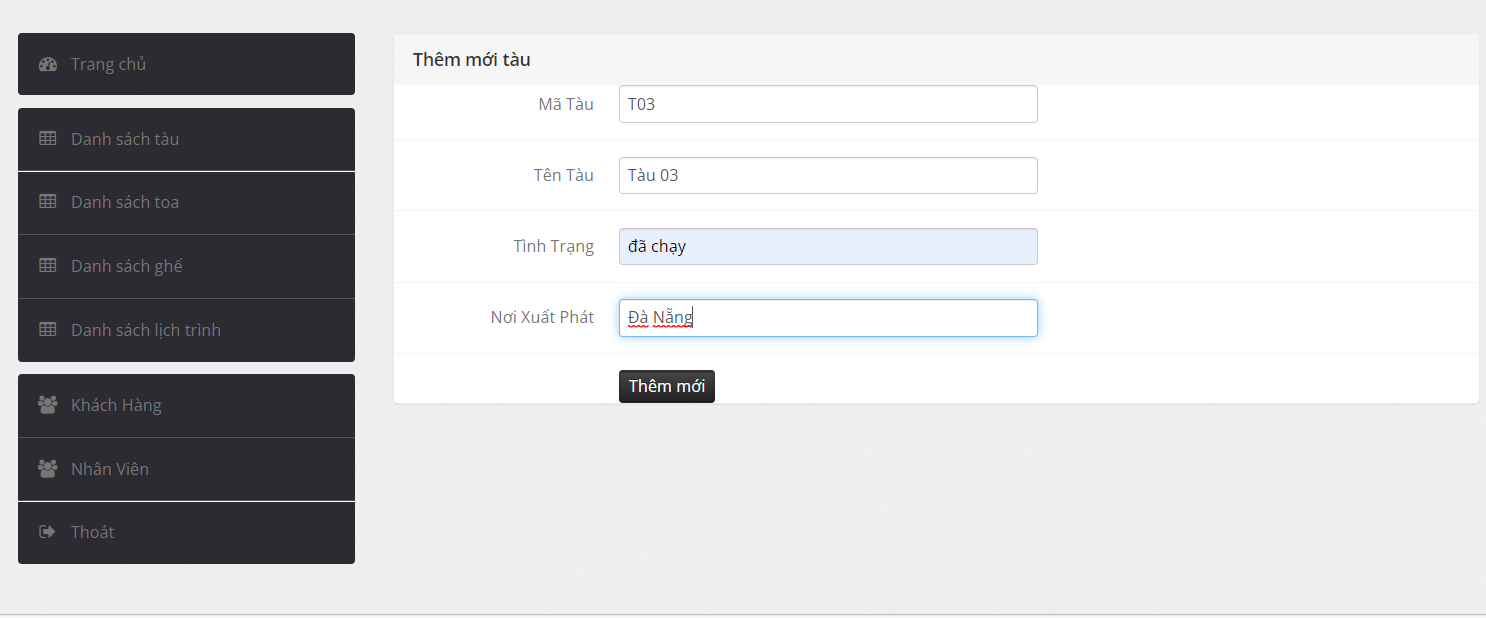 Trang chủ
Danh sách tàu
Danh sách toa
Danh sách ghế
Danh sách lịch trình
Khách Hàng
Nhân Viên
Thoát
Thêm mới tàu
Mã Tàu T03
Tên Tàu Tàu 03
Tình Trạng đã chạy
Nơi Xuất Phát Đà Nẵng
Thêm mới